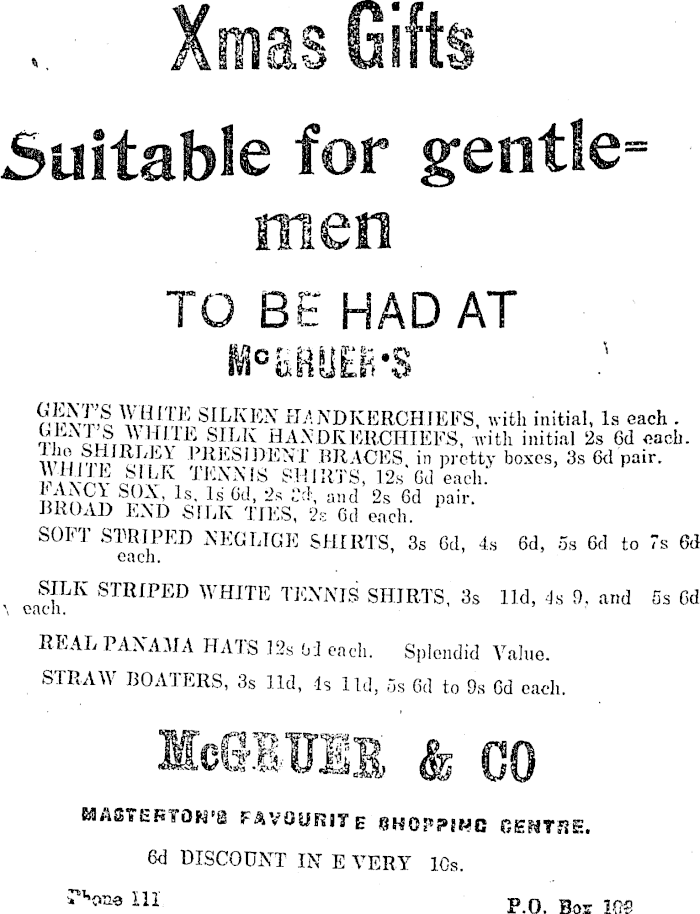 Xmas Gifts
Suitable for gentle=
men
TO BE HAD AT
McGRUER'S
GENT'S WHITE SILKEN HANDKERCHIEFS, with initial, 1s each .
GENT'S WHITE SILK HANDKERCHIEFS, with initial 2s 6d each.
The SHIRLEY PRESIDENT BRACES, in pretty boxes, 3s 6d pair.
WHITE SILK TENNIS SHIRTS, 12s 6d each.
FANCY SOX, 1s, 1s 6d, 2s 2d, and 2s 6d pair.
BROAD END SILK TIES, 2s 6d each.
SOFT STRIPED NEGLIGE SHIRTS, 3s 6d, 4s 6d, 5s 6d to 7s 6d
each.
SILK STRIPED WHITE TENNIS SHIRTS, 3s 11d, 4s 9, and 5s 6d
each.
REAL PANAMA HATS 12s 6d each. Splendid Value.
STRAW BOATERS, 3s 11d, 4s 11d, 5s 6d to 9s 6d each.
McGRUER & CO
MASTERTON'S FAVOURITE SHOPPING CENTRE.
6d DISCOUNT IN EVERY 10s.
Phone 111
P.O. Box